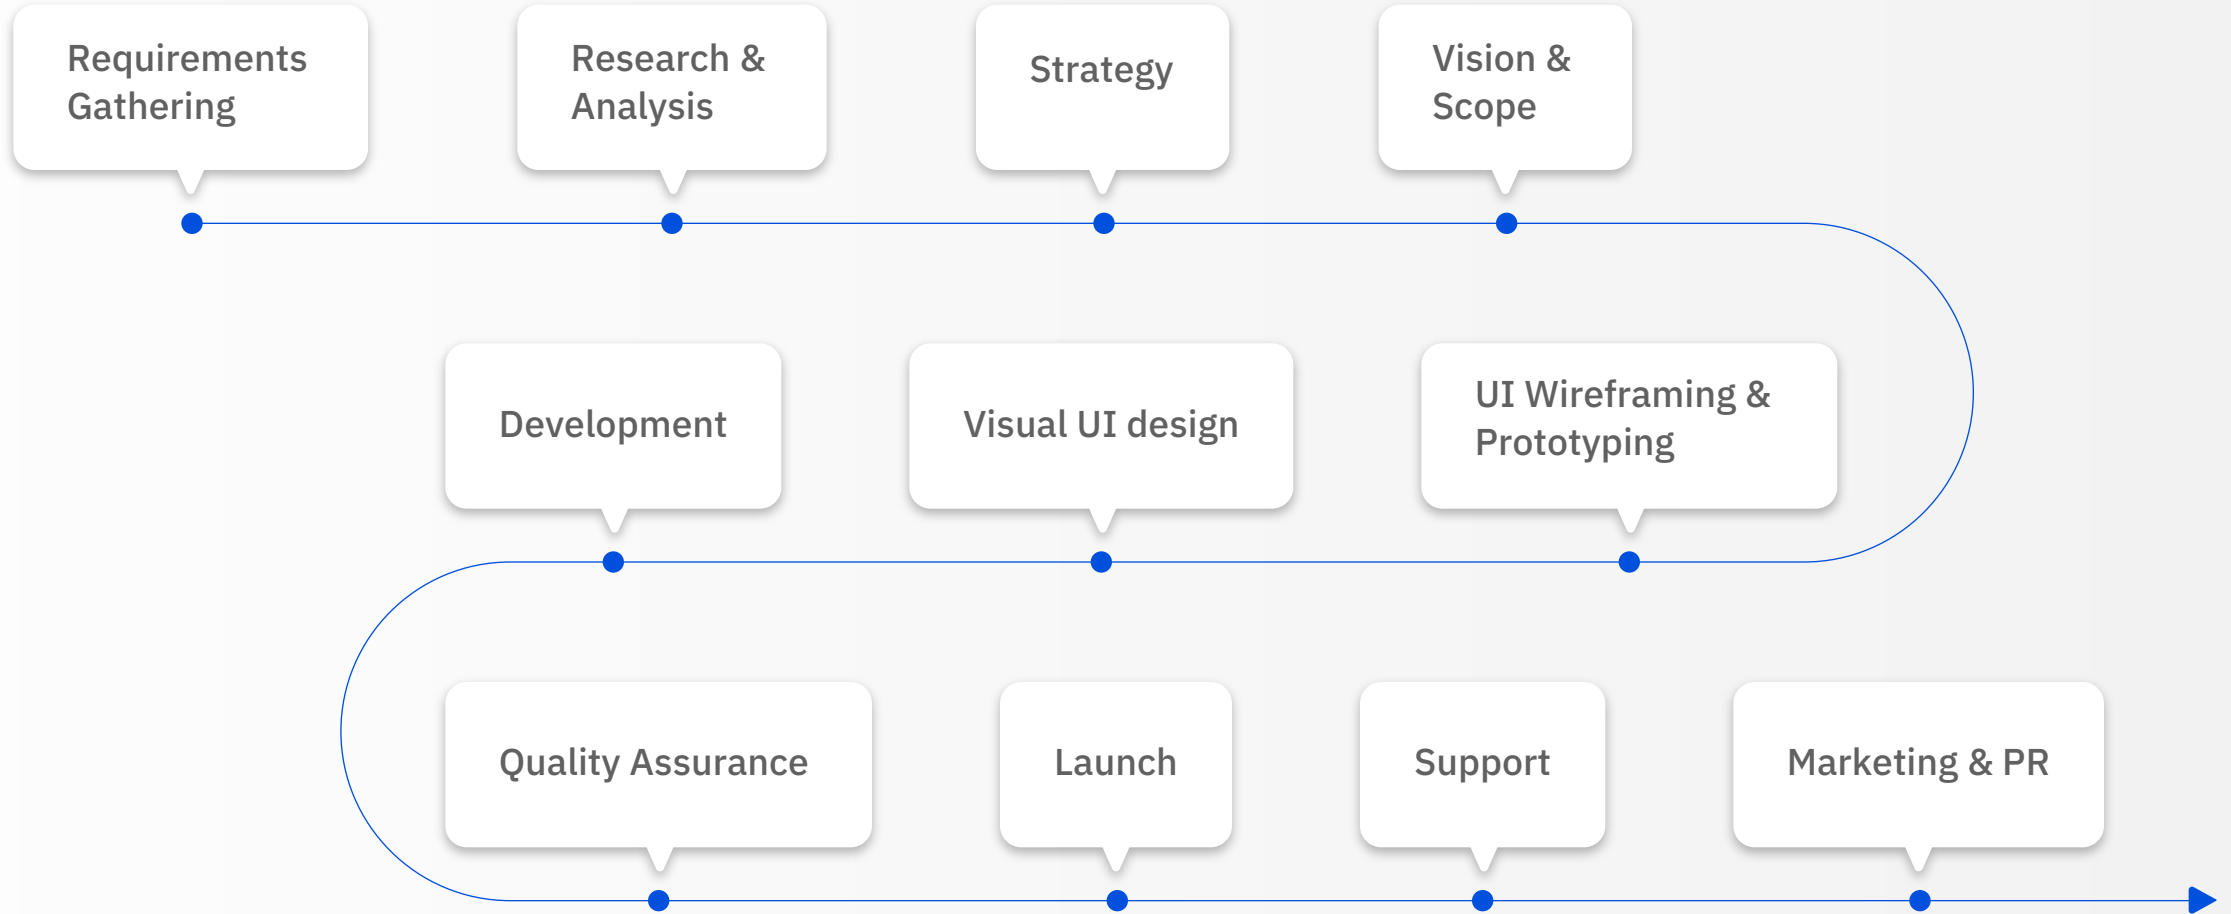 Requirements
Gathering
Research &
Analysis
Strategy
Vision &
Scope
Development
Visual UI design
UI Wireframing &
Prototyping
Quality Assurance
Launch
Support
Marketing & PR